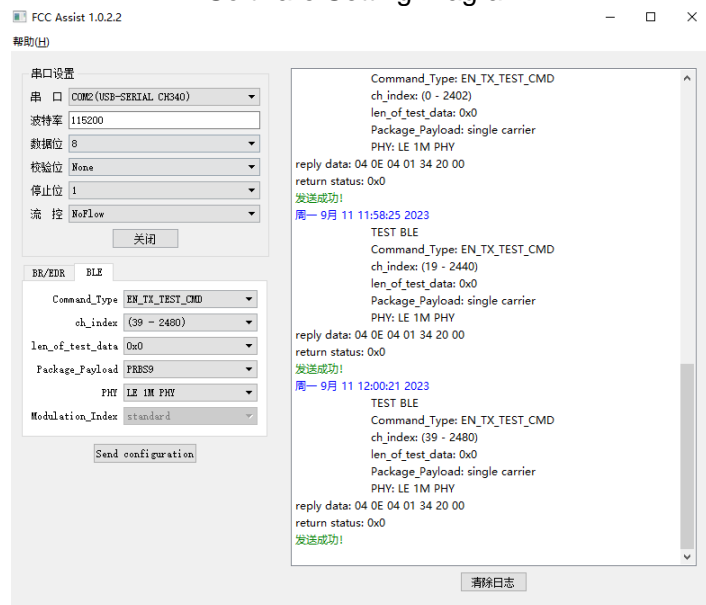 FCC Assist 1.0.2.2
帮助(H)
串口设置
串 口 COM2(USB-SERIAL CH340)
波特率 115200
数据位 8
校验位 None
停止位 1
流 控 NoFlow
关闭
BR/EDR BLE
Command_Type EN_TX_TEST_CMD
ch_index (39 - 2480)
len_of_test_data 0x0
Package_Payload PRBS9
PHY LE 1M PHY
Modulation_Index standard
Send configuration
Command_Type: EN_TX_TEST_CMD
ch_index: (0 - 2402)
len_of_test_data: 0x0
Package_Payload: single carrier
PHY: LE 1M PHY
reply data: 04 0E 04 01 34 20 00
return status: 0x0
发送成功!
周一 9月 11 11:58:25 2023
TEST BLE
Command_Type: EN_TX_TEST_CMD
ch_index: (19 - 2440)
len_of_test_data: 0x0
Package_Payload: single carrier
PHY: LE 1M PHY
reply data: 04 0E 04 01 34 20 00
return status: 0x0
发送成功!
周一 9月 11 12:00:21 2023
TEST BLE
Command_Type: EN_TX_TEST_CMD
ch_index: (39 - 2480)
len_of_test_data: 0x0
Package_Payload: single carrier
PHY: LE 1M PHY
reply data: 04 0E 04 01 34 20 00
return status: 0x0
发送成功!
清除日志